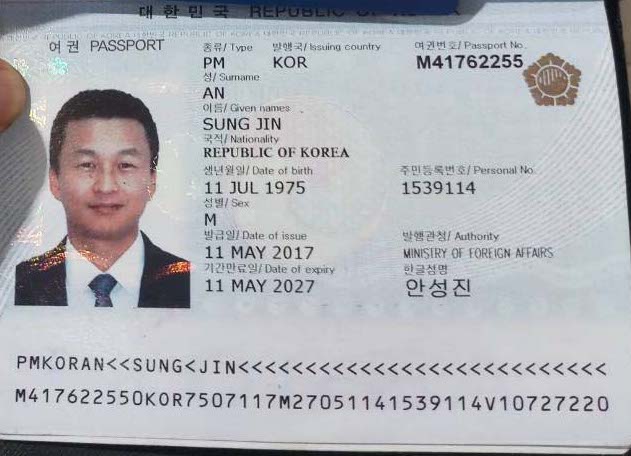 대한민국 REPUBLIC OF KOREA
여권 PASSPORT
종류/ Type 발행국/ Issuing country 여권번호/ Passport No.
PM KOR M41762255
성/ Surname
AN
이름/ Given names
SUNG JIN
국적/ Nationality
REPUBLIC OF KOREA
생년월일/ Date of birth 주민등록번호/ Personal No.
11 JUL 1975 1539114
성별/ Sex
M
발급일/ Date of issue 발행관청/ Authority
11 MAY 2017 MINISTRY OF FOREIGN AFFAIRS
기간만료일/ Date of expiry 한글성명
11 MAY 2027 안성진
PMKORAN<<SUNG<JIN<<<<<<<<<<<<<<<<<<<<<<<<<<<
M417622550KOR7507117M27051141539114V10727220